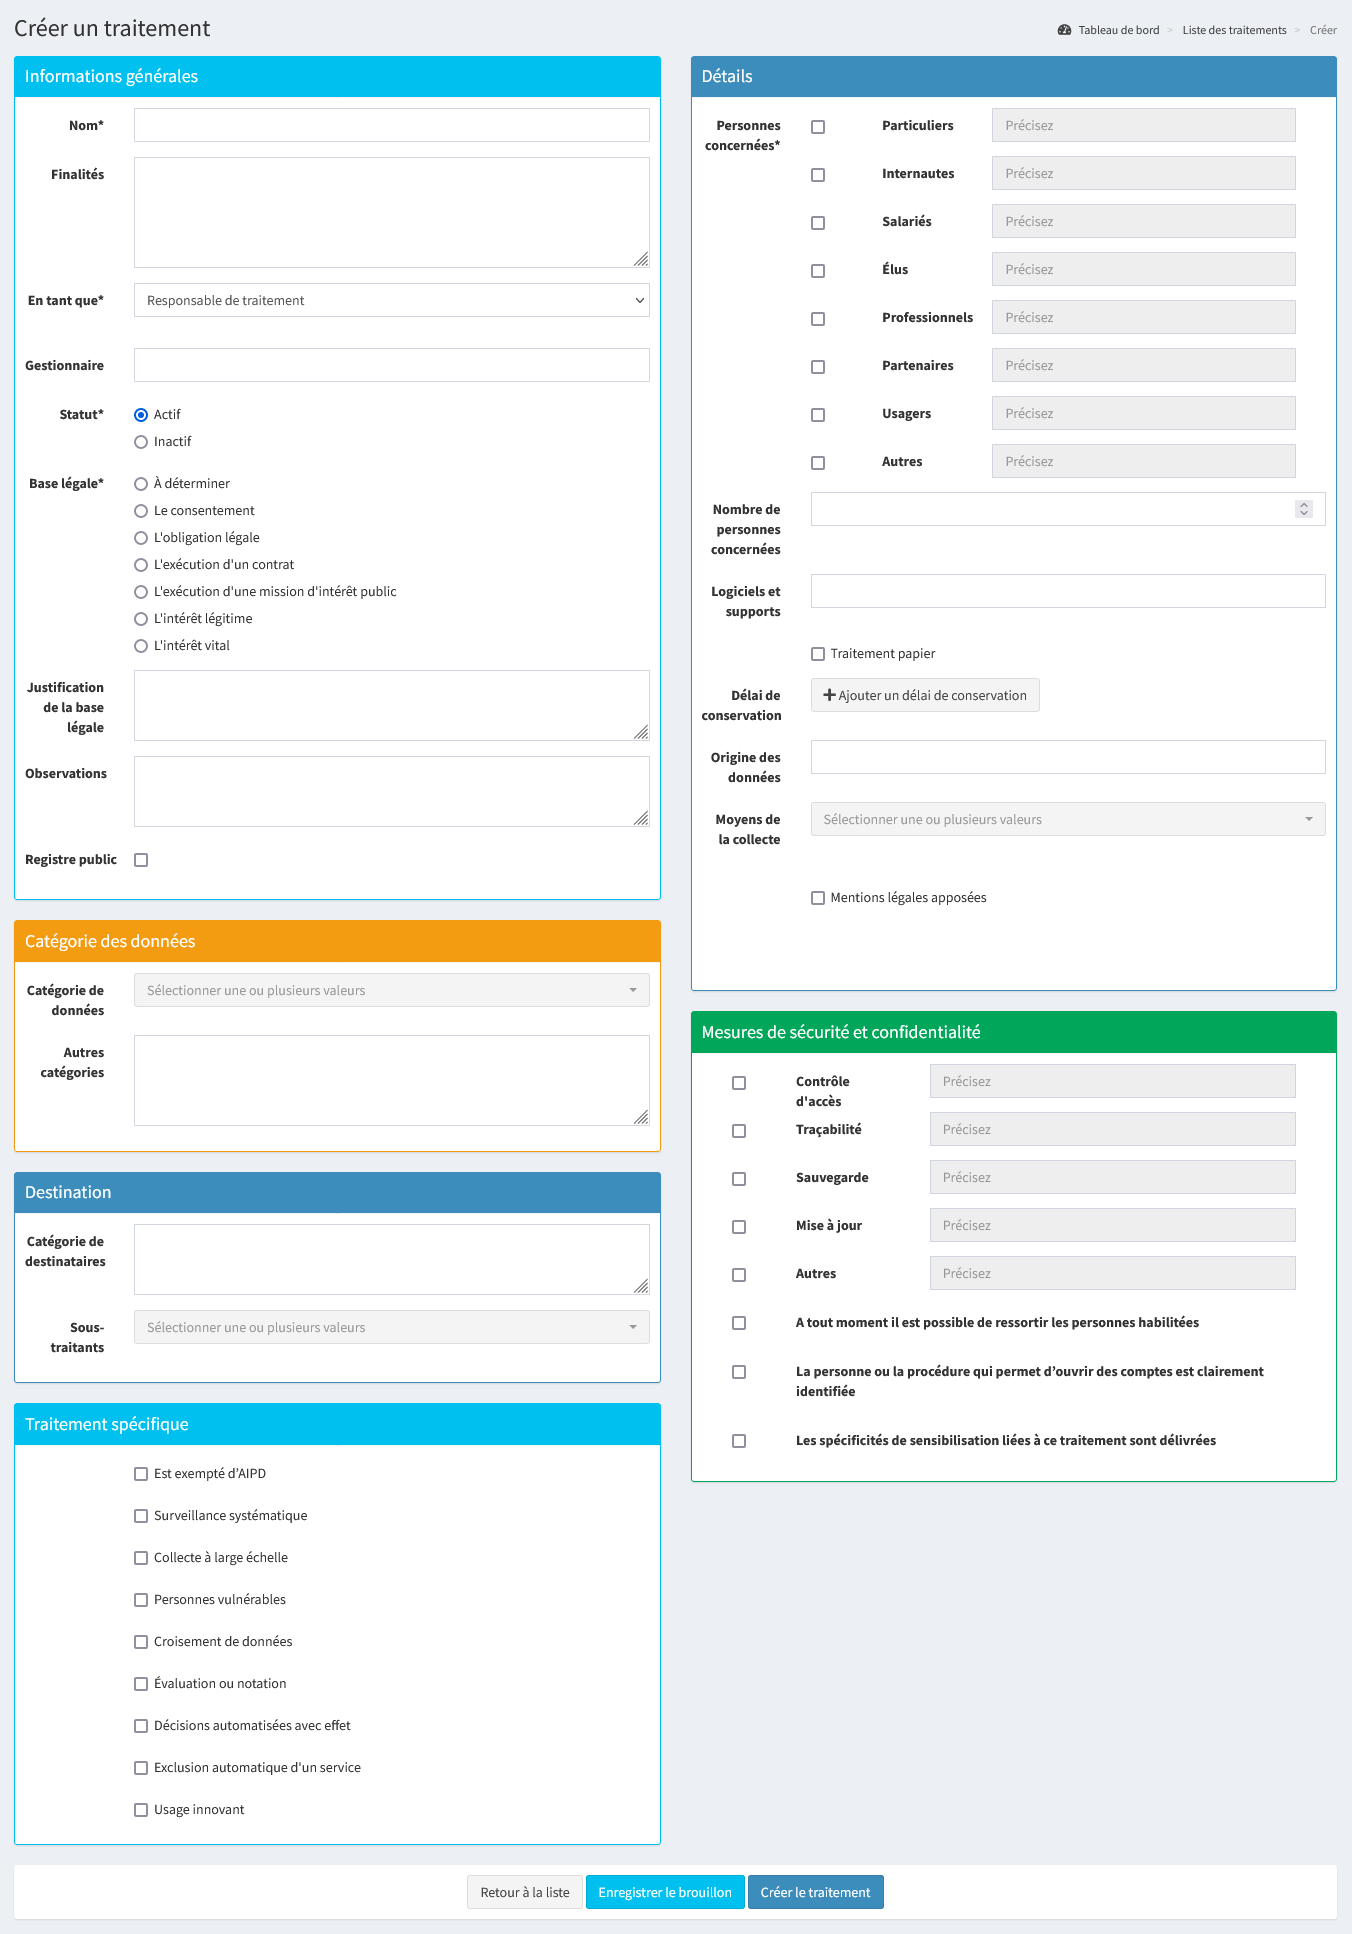 Créer un traitement
Tableau de bord > Liste des traitements > Créer
Informations générales
Nom*
Finalités
En tant que*
Responsable de traitement
Gestionnaire
Statut*
Actif
Inactif
Base légale*
À déterminer
Le consentement
L'obligation légale
L'exécution d'un contrat
L'exécution d'une mission d'intérêt public
L'intérêt légitime
L'intérêt vital
Justification
de la base
légale
Observations
Registre public
Catégorie des données
Catégorie de
données
Sélectionner une ou plusieurs valeurs
Autres
catégories
Destination
Catégorie de
destinataires
Sous-
traitants
Sélectionner une ou plusieurs valeurs
Traitement spécifique
Est exempté d’AIPD
Surveillance systématique
Collecte à large échelle
Personnes vulnérables
Croisement de données
Évaluation ou notation
Décisions automatisées avec effet
Exclusion automatique d'un service
Usage innovant
Détails
Personnes
concernées*
Particuliers Précisez
Internautes Précisez
Salariés Précisez
Élus Précisez
Professionnels Précisez
Partenaires Précisez
Usagers Précisez
Autres Précisez
Nombre de
personnes
concernées
Logiciels et
supports
Traitement papier
Délai de
conservation
Ajouter un délai de conservation
Origine des
données
Moyens de
la collecte
Sélectionner une ou plusieurs valeurs
Mentions légales apposées
Mesures de sécurité et confidentialité
Contrôle
d'accès
Précisez
Traçabilité Précisez
Sauvegarde Précisez
Mise à jour Précisez
Autres Précisez
A tout moment il est possible de ressortir les personnes habilitées
La personne ou la procédure qui permet d’ouvrir des comptes est clairement
identifiée
Les spécificités de sensibilisation liées à ce traitement sont délivrées
Retour à la liste
Enregistrer le brouillon
Créer le traitement